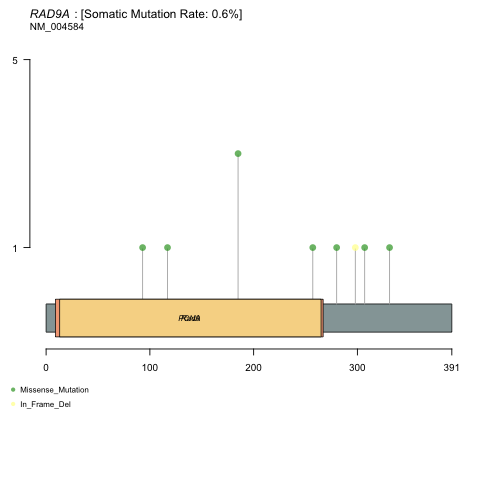 RAD9A : [Somatic Mutation Rate: 0.6%]
NM_004584
5
1
0 100 200 300 391
Missense_Mutation
In_Frame_Del